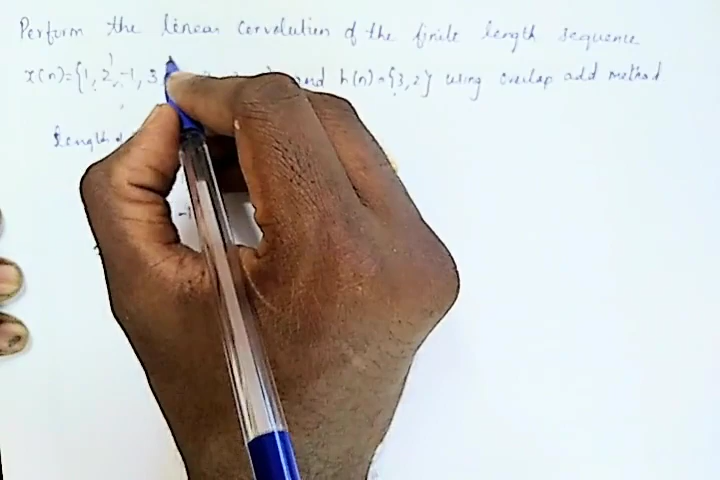 Perform the linear convolution of the finite length sequence
x(n)={1, 2, -1, 3, and h(n)={3, 2} using overlap add method
Length
-1